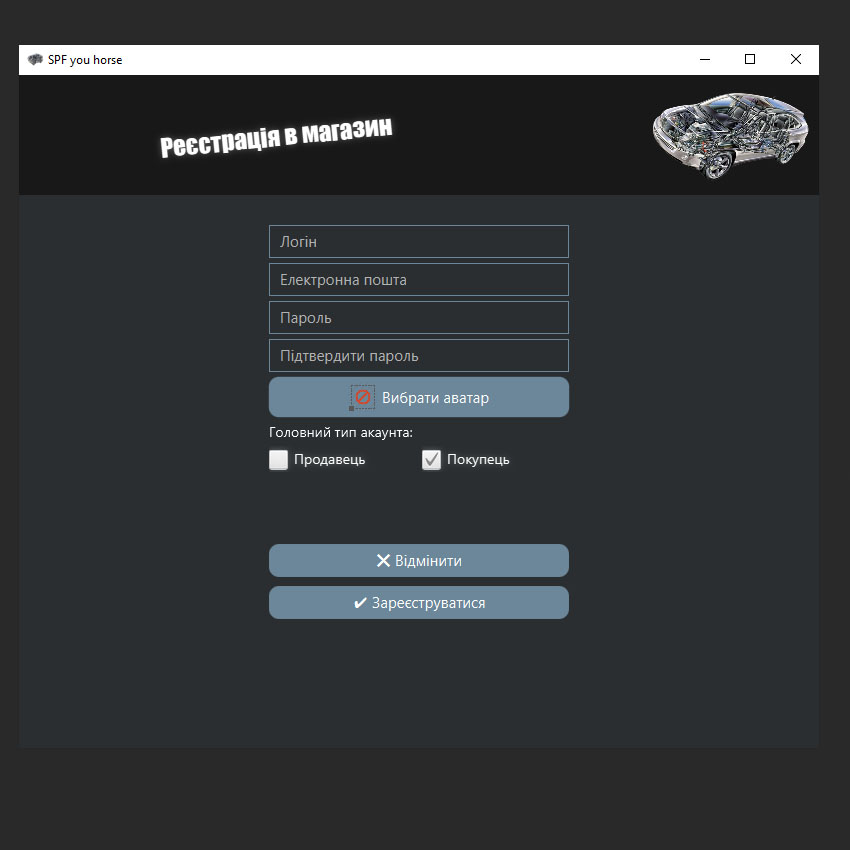 SPF you horse
Реєстрація в магазин
Логін
Електронна пошта
Пароль
Підтвердити пароль
Вибрати аватар
Головний тип акаунта:
Продавець Покупець
Відмінити
Зареєструватися